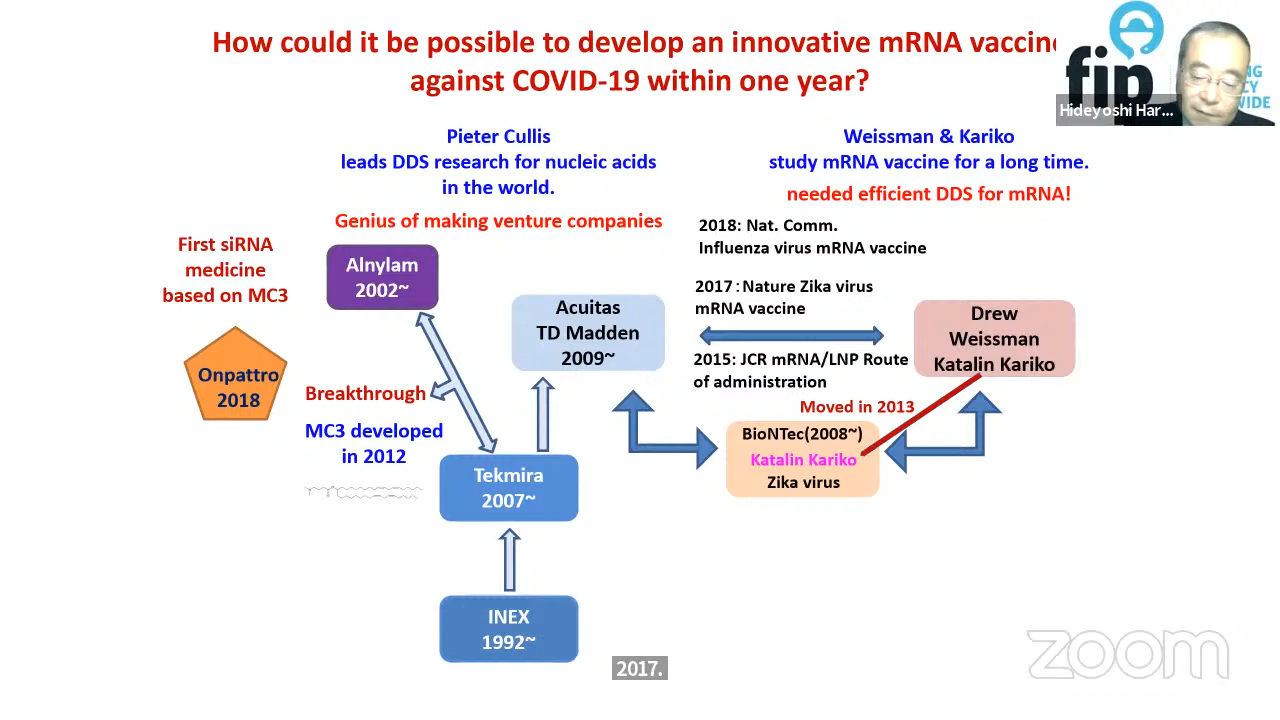 How could it be possible to develop an innovative mRNA vaccine
against COVID-19 within one year?
fip
NG
CY
WIDE
Hideyoshi Har...
Pieter Cullis
leads DDS research for nucleic acids
in the world.
Genius of making venture companies
Weissman & Kariko
study mRNA vaccine for a long time.
needed efficient DDS for mRNA!
First siRNA
medicine
based on MC3
Onpattro
2018
Alnylam
2002~
Breakthrough
MC3 developed
in 2012
Acuitas
TD Madden
2009~
2018: Nat. Comm.
Influenza virus mRNA vaccine
2017：Nature Zika virus
mRNA vaccine
2015: JCR mRNA/LNP Route
of administration
Drew
Weissman
Katalin Kariko
Moved in 2013
BioNTec(2008~)
Katalin Kariko
Zika virus
Tekmira
2007~
INEX
1992~
2017.
zoom